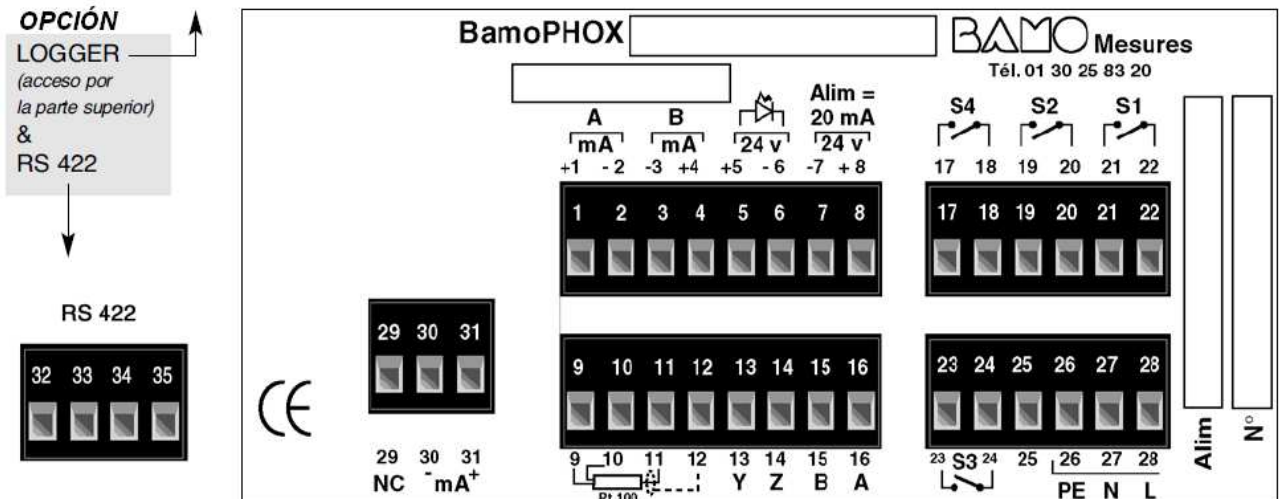 OPCIÓN
LOGGER
(acceso por
la parte superior)
&
RS 422
RS 422
32 33 34 35
BamoPHOX
BAMO Mesures
Tél. 01 30 25 83 20
A B
mA mA 24 v
Alim =
20 mA
24 v
+1 - 2 -3 +4 +5 - 6 -7 + 8
1 2 3 4 5 6 7 8
S4 S2 S1
17 18 19 20 21 22
17 18 19 20 21 22
29 30 31
29 30 31
NC - mA +
CE
9 10 11 12 13 14 15 16
9 10 11 12 13 14 15 16
Pt 100
Y Z B A
23 24 25 26 27 28
23 S3 24 25 26 27 28
PE N L
Alim
N°